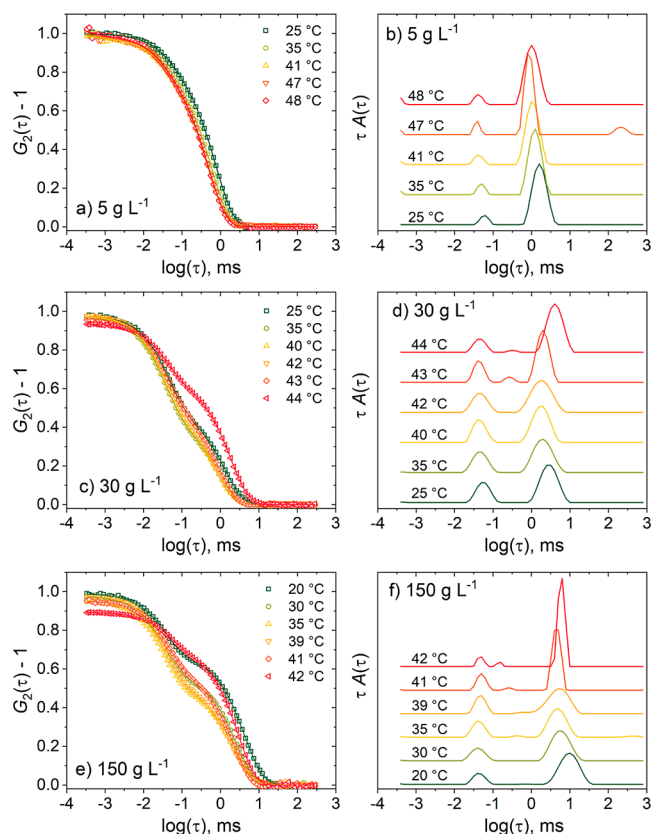 1.0
0.8
0.6
0.4
0.2
0.0
G₂(τ) - 1
25 °C
35 °C
41 °C
47 °C
48 °C
a) 5 g L⁻¹
-4 -3 -2 -1 0 1 2 3
log(τ), ms
b) 5 g L⁻¹
τ A(τ)
48 °C
47 °C
41 °C
35 °C
25 °C
-4 -3 -2 -1 0 1 2 3
log(τ), ms
1.0
0.8
0.6
0.4
0.2
0.0
G₂(τ) - 1
25 °C
35 °C
40 °C
42 °C
43 °C
44 °C
c) 30 g L⁻¹
-4 -3 -2 -1 0 1 2 3
log(τ), ms
d) 30 g L⁻¹
τ A(τ)
44 °C
43 °C
42 °C
40 °C
35 °C
25 °C
-4 -3 -2 -1 0 1 2 3
log(τ), ms
1.0
0.8
0.6
0.4
0.2
0.0
G₂(τ) - 1
20 °C
30 °C
35 °C
39 °C
41 °C
42 °C
e) 150 g L⁻¹
-4 -3 -2 -1 0 1 2 3
log(τ), ms
f) 150 g L⁻¹
τ A(τ)
42 °C
41 °C
39 °C
35 °C
30 °C
20 °C
-4 -3 -2 -1 0 1 2 3
log(τ), ms